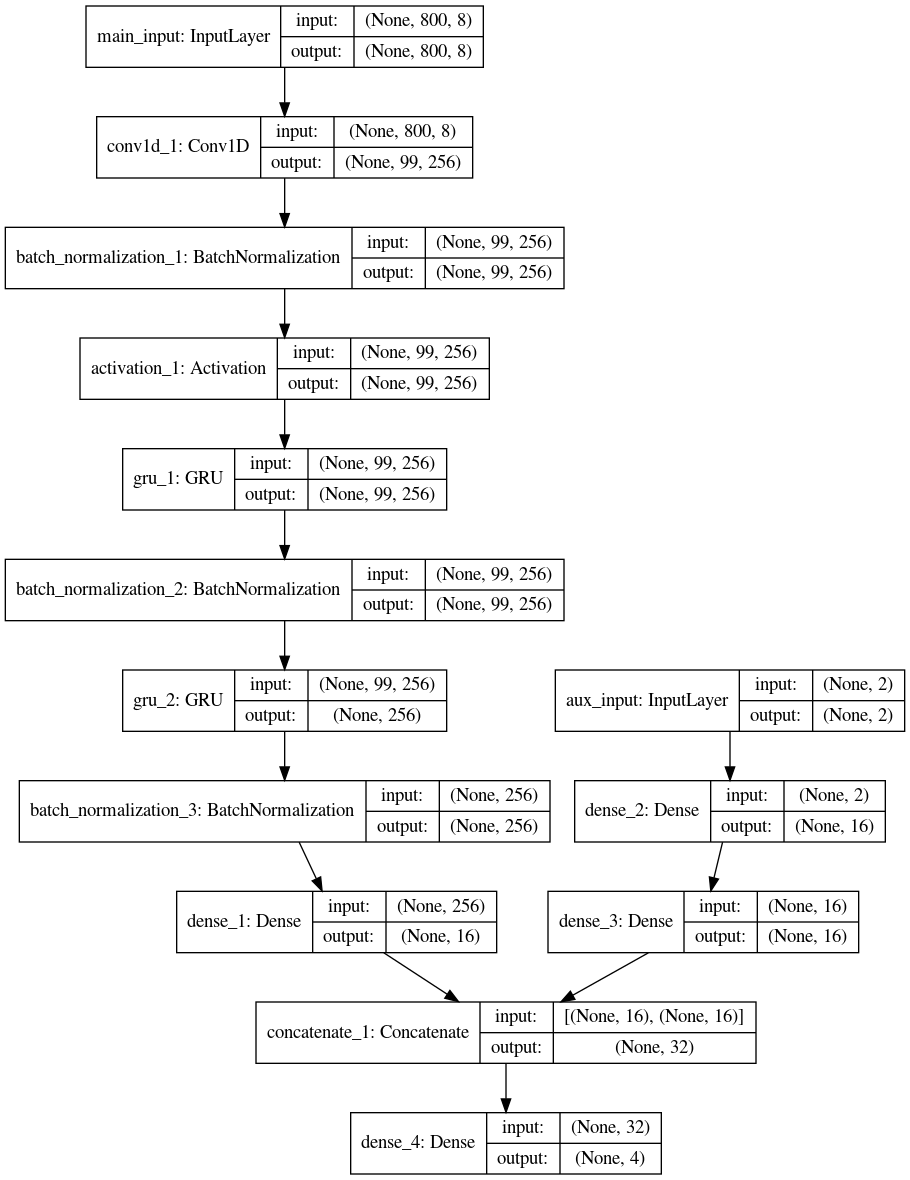 main_input: InputLayer
input:
(None, 800, 8)
output:
(None, 800, 8)
conv1d_1: Conv1D
input:
(None, 800, 8)
output:
(None, 99, 256)
batch_normalization_1: BatchNormalization
input:
(None, 99, 256)
output:
(None, 99, 256)
activation_1: Activation
input:
(None, 99, 256)
output:
(None, 99, 256)
gru_1: GRU
input:
(None, 99, 256)
output:
(None, 99, 256)
batch_normalization_2: BatchNormalization
input:
(None, 99, 256)
output:
(None, 99, 256)
gru_2: GRU
input:
(None, 99, 256)
output:
(None, 256)
aux_input: InputLayer
input:
(None, 2)
output:
(None, 2)
batch_normalization_3: BatchNormalization
input:
(None, 256)
output:
(None, 256)
dense_2: Dense
input:
(None, 2)
output:
(None, 16)
dense_1: Dense
input:
(None, 256)
output:
(None, 16)
dense_3: Dense
input:
(None, 16)
output:
(None, 16)
concatenate_1: Concatenate
input:
[(None, 16), (None, 16)]
output:
(None, 32)
dense_4: Dense
input:
(None, 32)
output:
(None, 4)